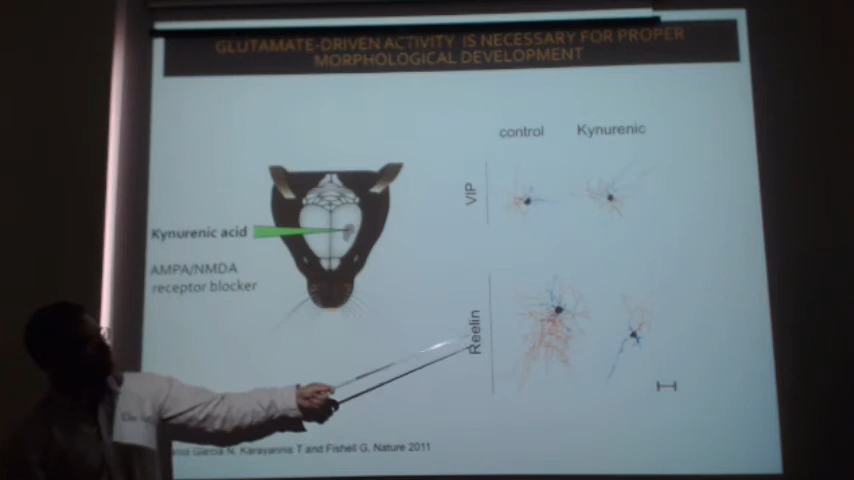 GLUTAMATE-DRIVEN ACTIVITY IS NECESSARY FOR PROPER
MORPHOLOGICAL DEVELOPMENT
control Kynurenic
VIP
Kynurenic acid
AMPA/NMDA
receptor blocker
Reelin
Garcia N, Karayannis T and Fishell G, Nature 2011